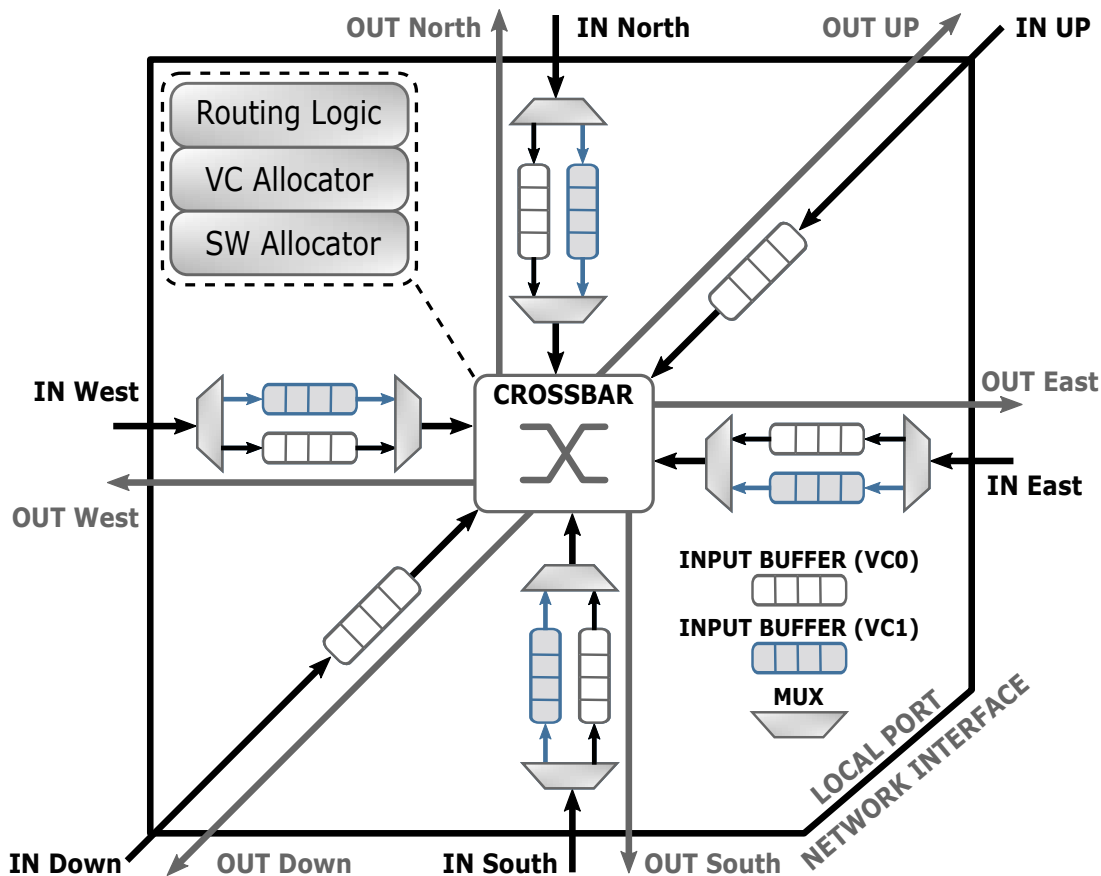 OUT North
IN North
OUT UP
IN UP
Routing Logic
VC Allocator
SW Allocator
IN West
CROSSBAR
OUT East
OUT West
IN East
INPUT BUFFER (VC0)
INPUT BUFFER (VC1)
MUX
LOCAL PORT
NETWORK INTERFACE
IN Down
OUT Down
IN South
OUT South